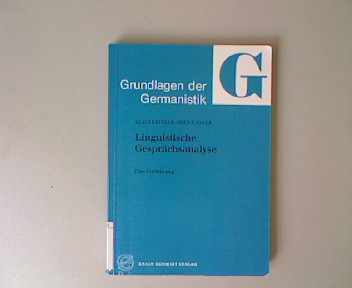 G
Grundlagen der
Germanistik
Linguistische
Gesprächsanalyse
Eine Einführung
ERICH SCHMIDT VERLAG